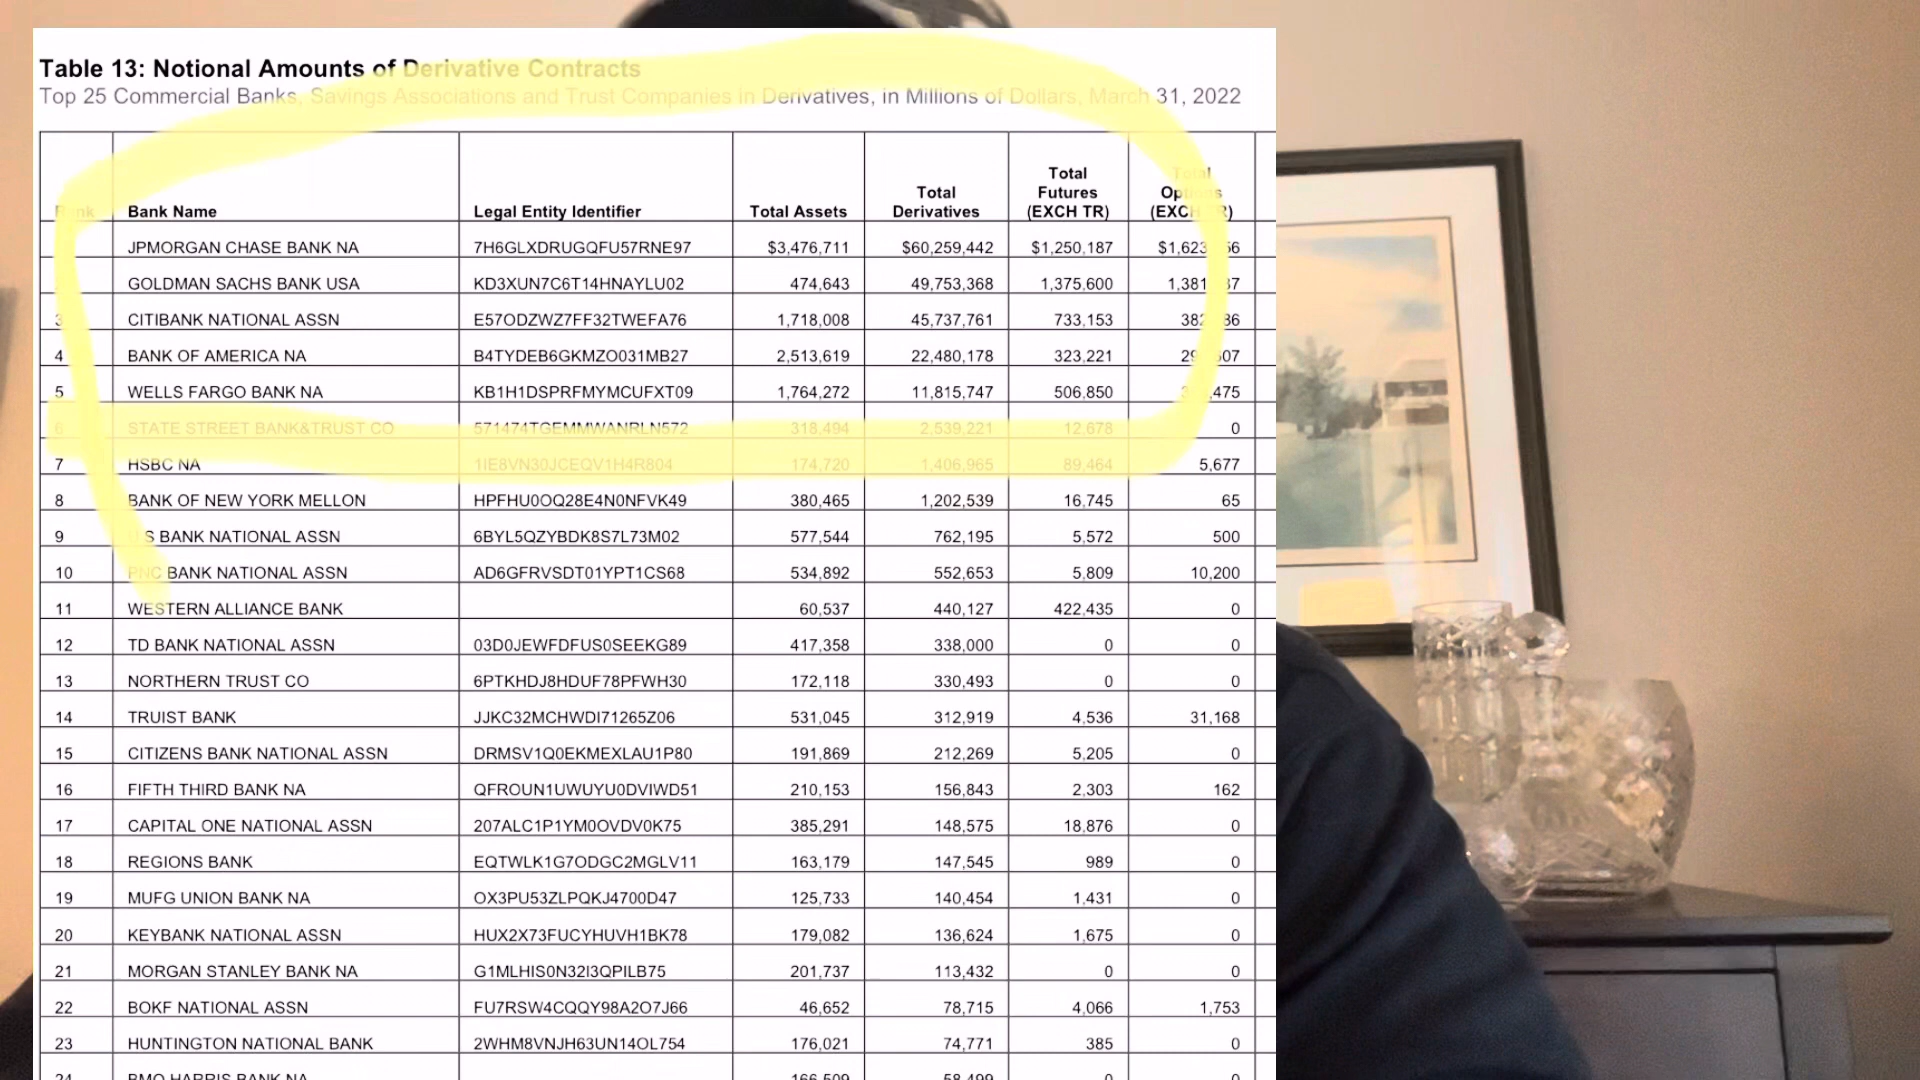 Table 13: Notional Amounts of Derivative Contracts
Top 25 Commercial Banks, Savings Associations and Trust Companies in Derivatives, in Millions of Dollars, March 31, 2022
Rank Bank Name Legal Entity Identifier Total Assets Total Derivatives Total Futures (EXCH TR) Total Options (EXCH TR)
JPMORGAN CHASE BANK NA 7H6GLXDRUGQFU57RNE97 $3,476,711 $60,259,442 $1,250,187
GOLDMAN SACHS BANK USA KD3XUN7C6T14HNAYLU02 474,643 49,753,368 1,375,600
3 CITIBANK NATIONAL ASSN E57ODZWZ7FF32TWEFA76 1,718,008 45,737,761 733,153
4 BANK OF AMERICA NA B4TYDEB6GKMZO031MB27 2,513,619 22,480,178 323,221
5 WELLS FARGO BANK NA KB1H1DSPRFMYMCUFXT09 1,764,272 11,815,747 506,850
6 STATE STREET BANK&TRUST CO 571474TGEMMWANRLN572 318,494 2,539,221 12,678 0
7 HSBC NA 1IE8VN30JCEQV1H4R804 174,720 1,406,965 89,464 5,677
8 BANK OF NEW YORK MELLON HPFHU0OQ28E4N0NFVK49 380,465 1,202,539 16,745 65
9 U S BANK NATIONAL ASSN 6BYL5QZYBDK8S7L73M02 577,544 762,195 5,572 500
10 PNC BANK NATIONAL ASSN AD6GFRVSDT01YPT1CS68 534,892 552,653 5,809 10,200
11 WESTERN ALLIANCE BANK 60,537 440,127 422,435 0
12 TD BANK NATIONAL ASSN 03D0JEWFDFUS0SEEKG89 417,358 338,000 0 0
13 NORTHERN TRUST CO 6PTKHDJ8HDUF78PFWH30 172,118 330,493 0 0
14 TRUIST BANK JJKC32MCHWDI71265Z06 531,045 312,919 4,536 31,168
15 CITIZENS BANK NATIONAL ASSN DRMSV1Q0EKMEXLAU1P80 191,869 212,269 5,205 0
16 FIFTH THIRD BANK NA QFROUN1UWUYU0DVIWD51 210,153 156,843 2,303 162
17 CAPITAL ONE NATIONAL ASSN 207ALC1P1YM0OVDV0K75 385,291 148,575 18,876 0
18 REGIONS BANK EQTWLK1G7ODGC2MGLV11 163,179 147,545 989 0
19 MUFG UNION BANK NA OX3PU53ZLPQKJ4700D47 125,733 140,454 1,431 0
20 KEYBANK NATIONAL ASSN HUX2X73FUCYHUVH1BK78 179,082 136,624 1,675 0
21 MORGAN STANLEY BANK NA G1MLHIS0N32I3QPILB75 201,737 113,432 0 0
22 BOKF NATIONAL ASSN FU7RSW4CQQY98A2O7J66 46,652 78,715 4,066 1,753
23 HUNTINGTON NATIONAL BANK 2WHM8VNJH63UN14OL754 176,021 74,771 385 0
24 BMO HARRIS BANK NA 166,509 58,499 0 0